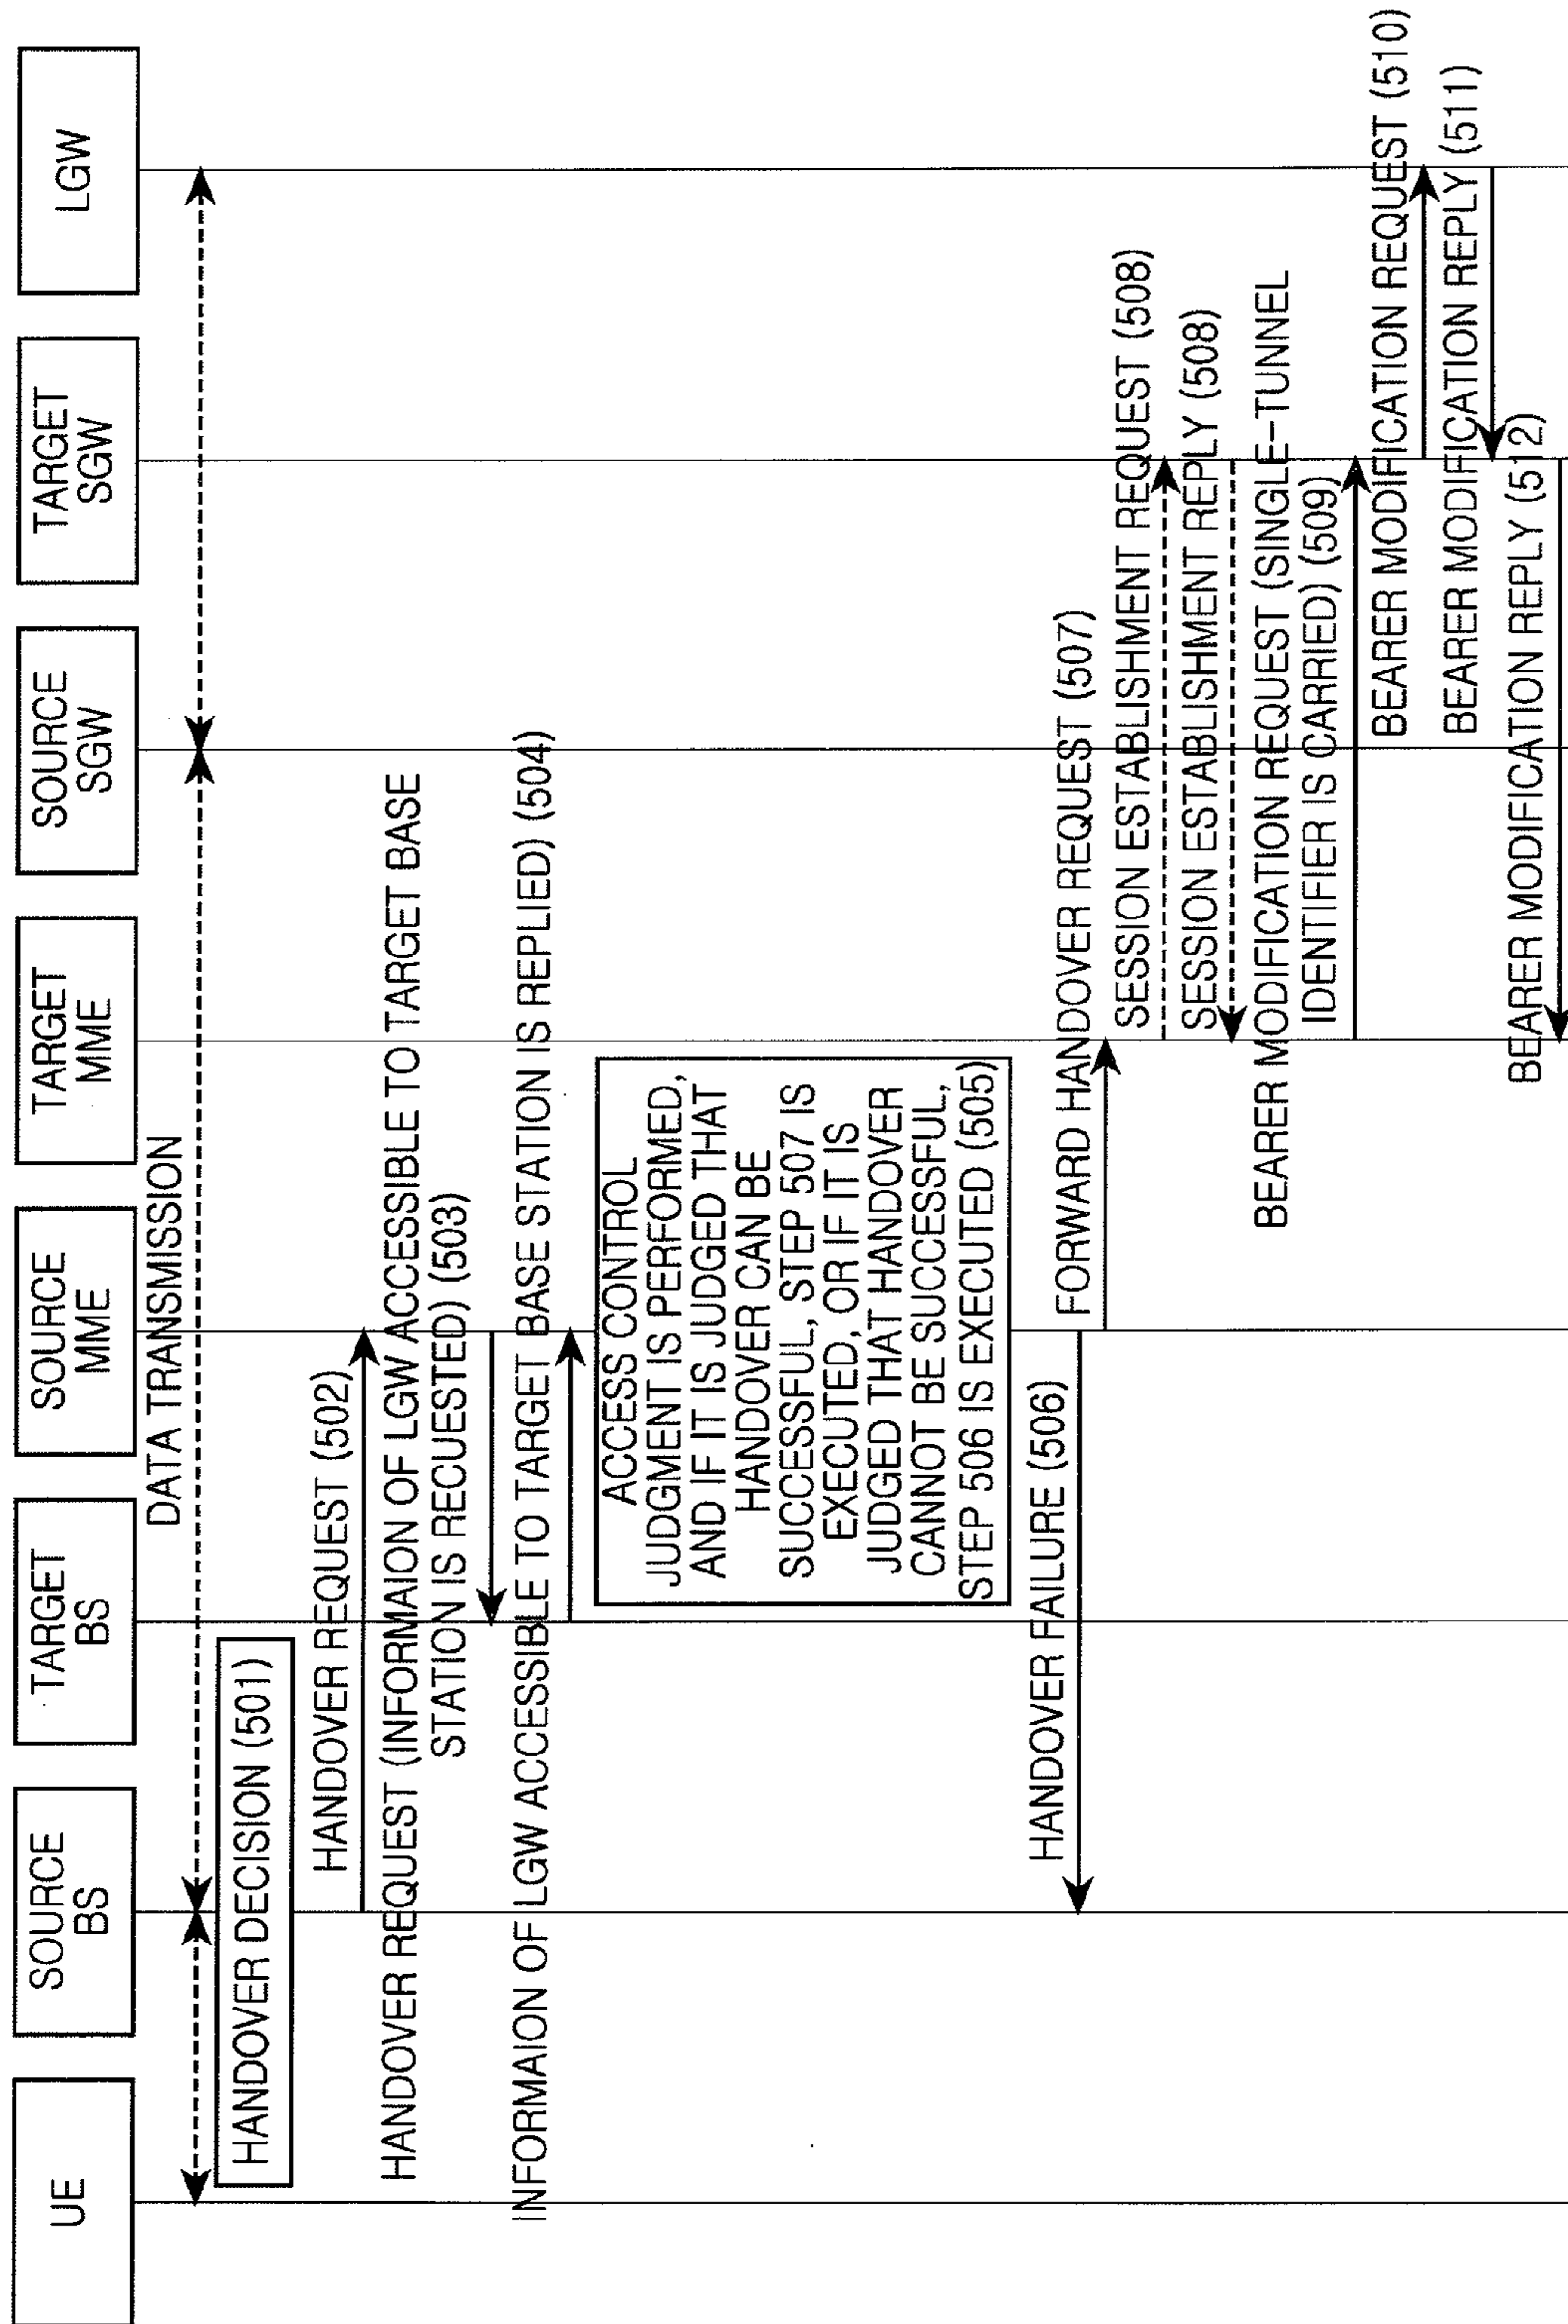 UE
SOURCE
BS
TARGET
BS
SOURCE
MME
TARGET
MME
SOURCE
SGW
TARGET
SGW
LGW
DATA TRANSMISSION
HANDOVER DECISION (501)
HANDOVER REQUEST (502)
HANDOVER REQUEST (INFORMAION OF LGW ACCESSIBLE TO TARGET BASE
STATION IS RECUESTED) (503)
INFORMAION OF LGW ACCESSIBLE TO TARGET BASE STATION IS REPLIED) (504)
ACCESS CONTROL
JUDGMENT IS PERFORMED,
AND IF IT IS JUDGED THAT
HANDOVER CAN BE
SUCCESSFUL, STEP 507 IS
EXECUTED, OR IF IT IS
JUDGED THAT HANDOVER
CANNOT BE SUCCESSFUL,
STEP 506 IS EXECUTED (505)
HANDOVER FAILURE (506)
FORWARD HANDOVER REQUEST (507)
SESSION ESTABLISHMENT REQUEST (508)
SESSION ESTABLISHMENT REPLY (508)
BEARER MODIFICATION REQUEST (SINGLE-TUNNEL
IDENTIFIER IS CARRIED) (509)
BEARER MODIFICATION REQUEST (510)
BEARER MODIFICATION REPLY (511)
BEARER MODIFICATION REPLY (512)